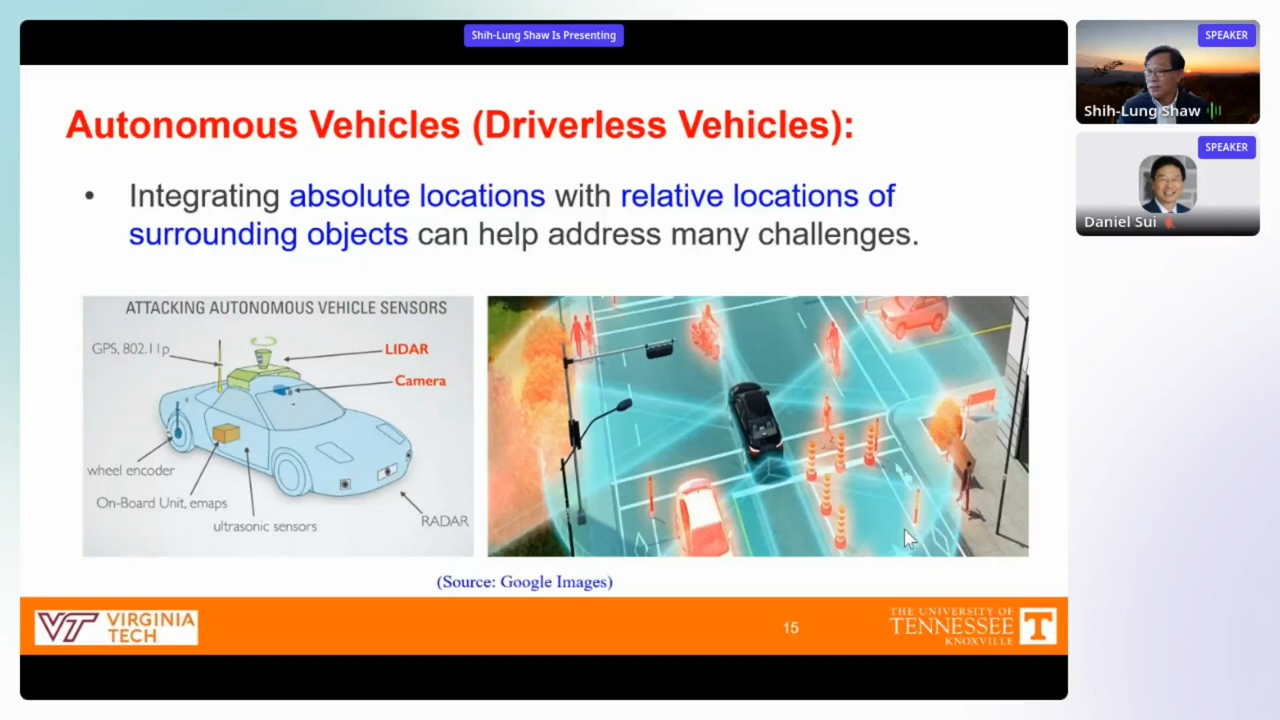 Shih-Lung Shaw Is Presenting
SPEAKER
Shih-Lung Shaw
SPEAKER
Daniel Sui
Autonomous Vehicles (Driverless Vehicles):
• Integrating absolute locations with relative locations of
surrounding objects can help address many challenges.
ATTACKING AUTONOMOUS VEHICLE SENSORS
GPS, 802.11p
LIDAR
Camera
wheel encoder
On-Board Unit, emaps
ultrasonic sensors
RADAR
(Source: Google Images)
VT VIRGINIA
TECH
15
THE UNIVERSITY OF
TENNESSEE
KNOXVILLE
T